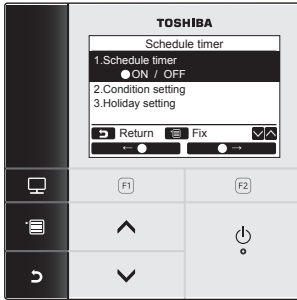 TOSHIBA
Schedule timer
1.Schedule timer
●ON / OFF
2.Condition setting
3.Holiday setting
Return Fix
←● ●→
F1 F2